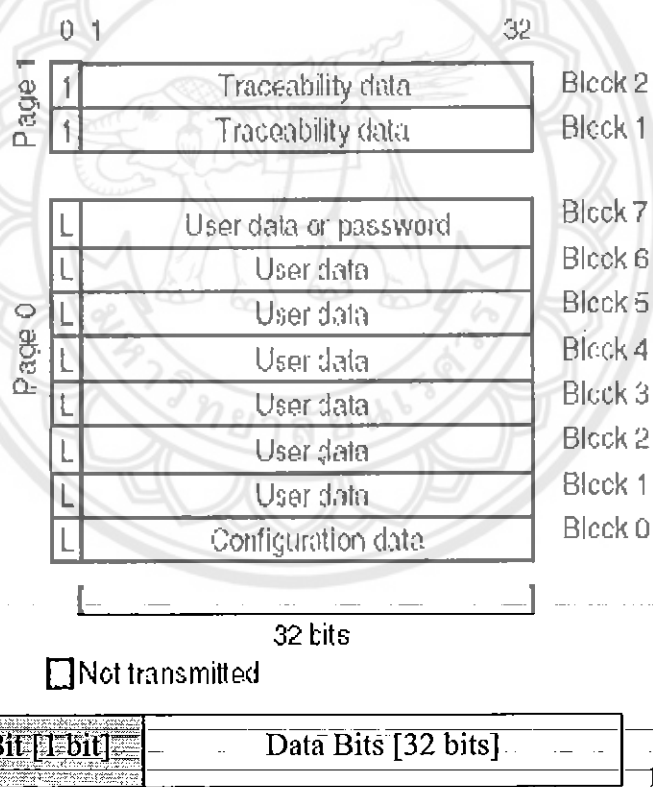 0 1 32
Page 1
1 Traceability data Block 2
1 Traceability data Block 1
Page 0
L User data or password Block 7
L User data Block 6
L User data Block 5
L User data Block 4
L User data Block 3
L User data Block 2
L User data Block 1
L Configuration data Block 0
32 bits
Not transmitted
Bit [1 bit] Data Bits [32 bits]